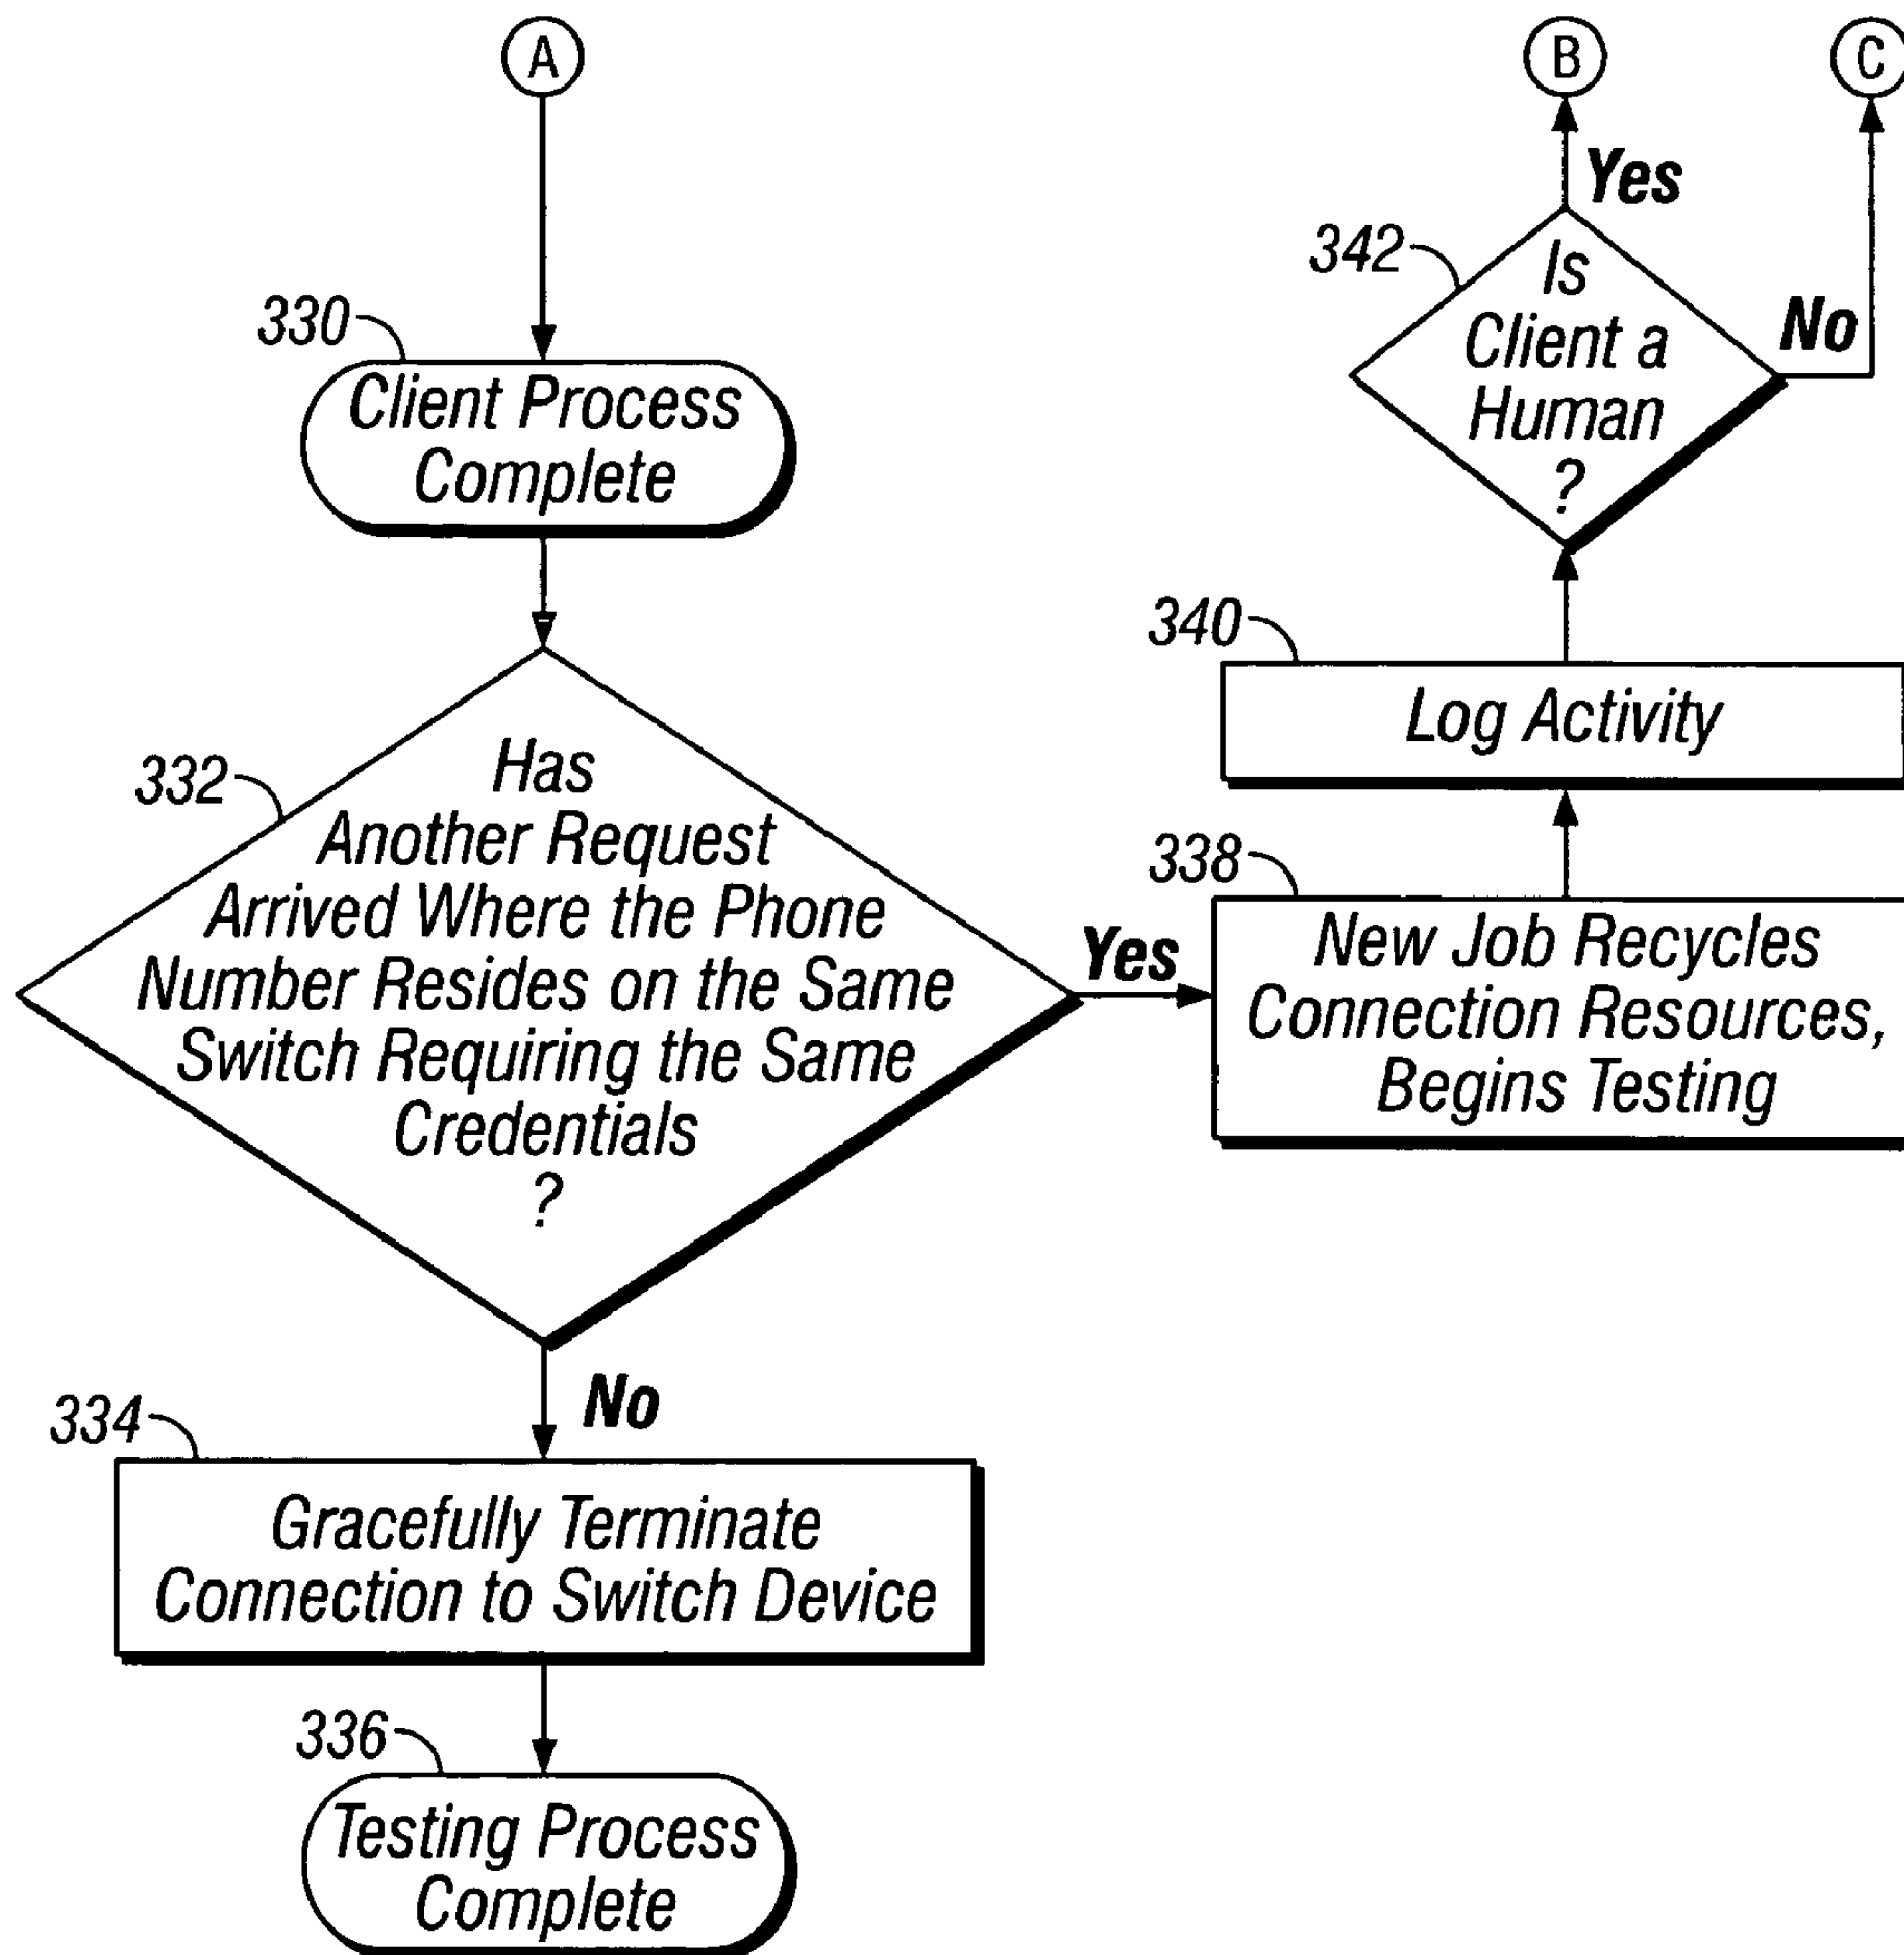 A
330
Client Process
Complete
332
Has
Another Request
Arrived Where the Phone
Number Resides on the Same
Switch Requiring the Same
Credentials
?
No
334
Gracefully Terminate
Connection to Switch Device
336
Testing Process
Complete
Yes
338
New Job Recycles
Connection Resources,
Begins Testing
340
Log Activity
342
Is
Client a
Human
?
Yes
B
No
C